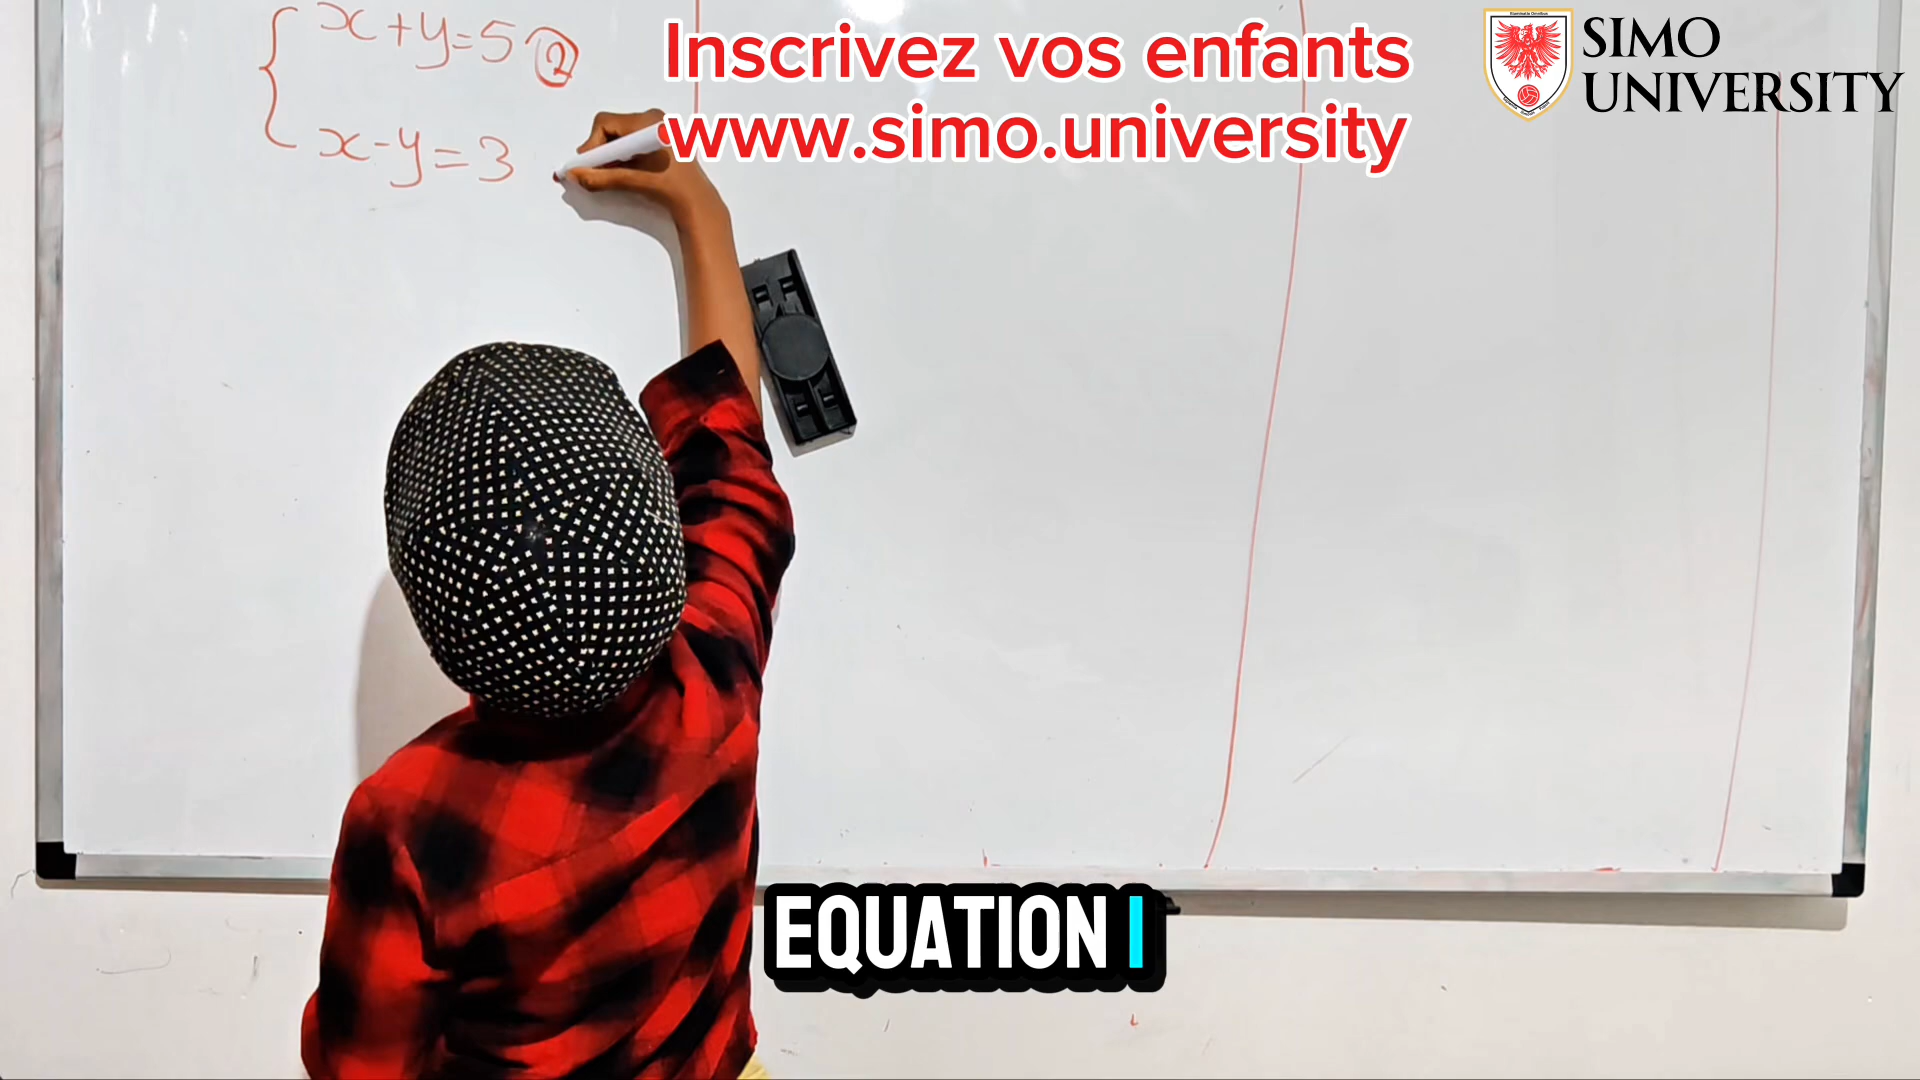 x+y=5 ②
x-y=3
Inscrivez vos enfants
www.simo.university
SIMO
UNIVERSITY
EQUATION I